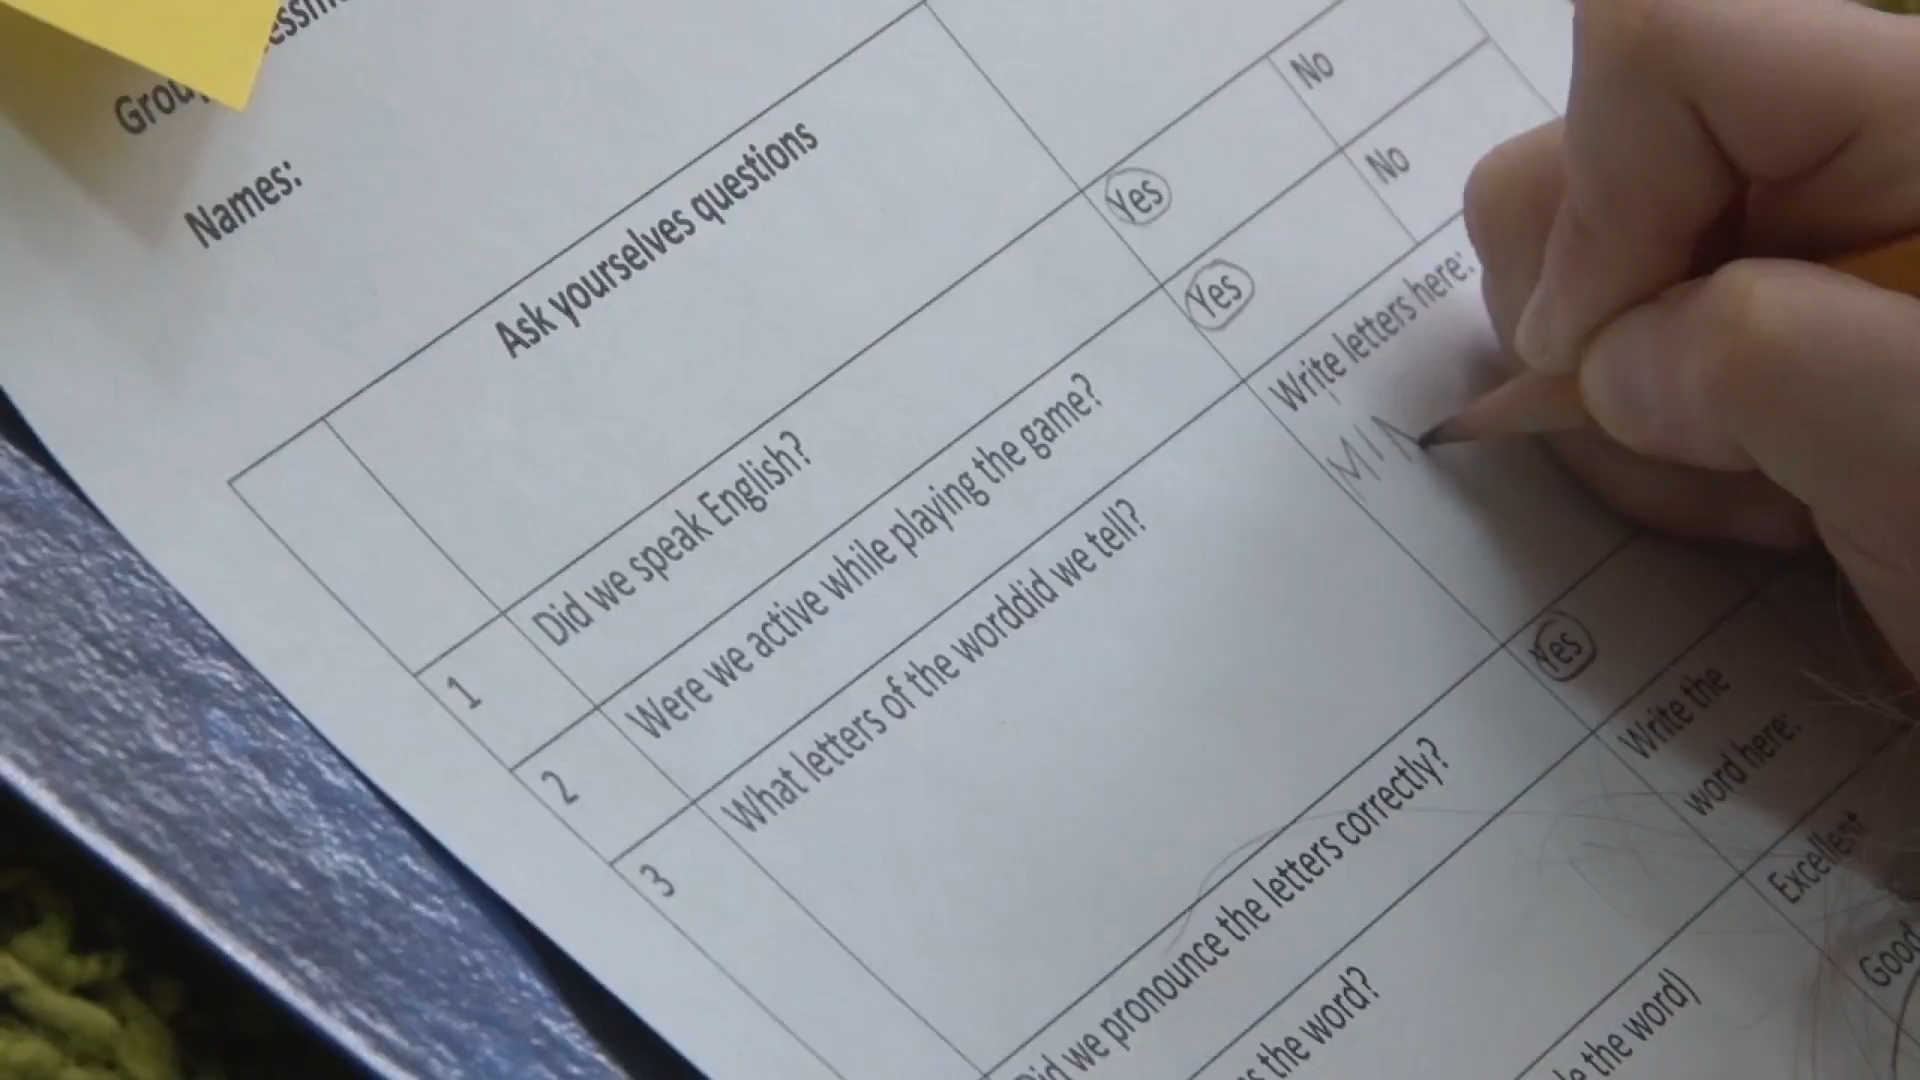 Names:
Ask yourselves questions
1 Did we speak English? Yes No
2 Were we active while playing the game? Yes No
3 What letters of the worddid we tell? Write letters here:
MI
Did we pronounce the letters correctly? Yes
the word? Write the
word here:
the word) Excellent
Good